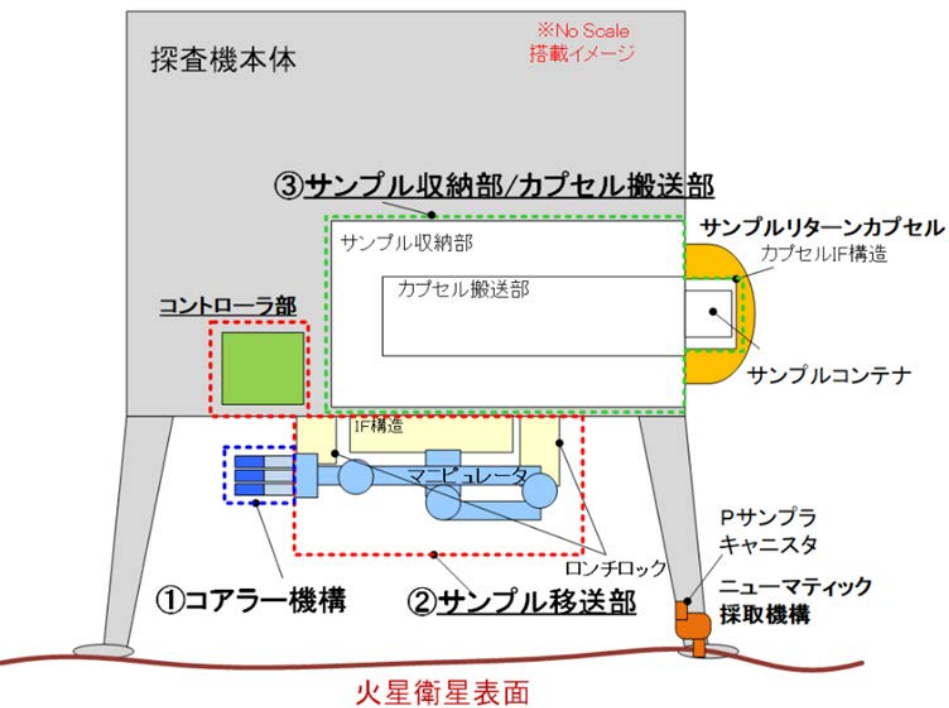 ※No Scale
搭載イメージ
探査機本体
③サンプル収納部/カプセル搬送部
サンプルリターンカプセル
サンプル収納部
カプセルIF構造
カプセル搬送部
コントローラ部
サンプルコンテナ
IF構造
マニピュレータ
Pサンプラ
キャニスタ
ロンチロック
ニューマティック
採取機構
①コアラー機構
②サンプル移送部
火星衛星表面